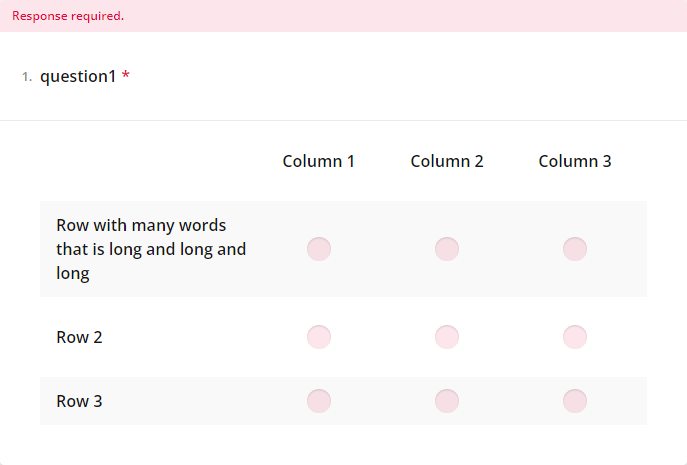 Response required.
1. question1 *
Column 1 Column 2 Column 3
Row with many words
that is long and long and
long
Row 2
Row 3